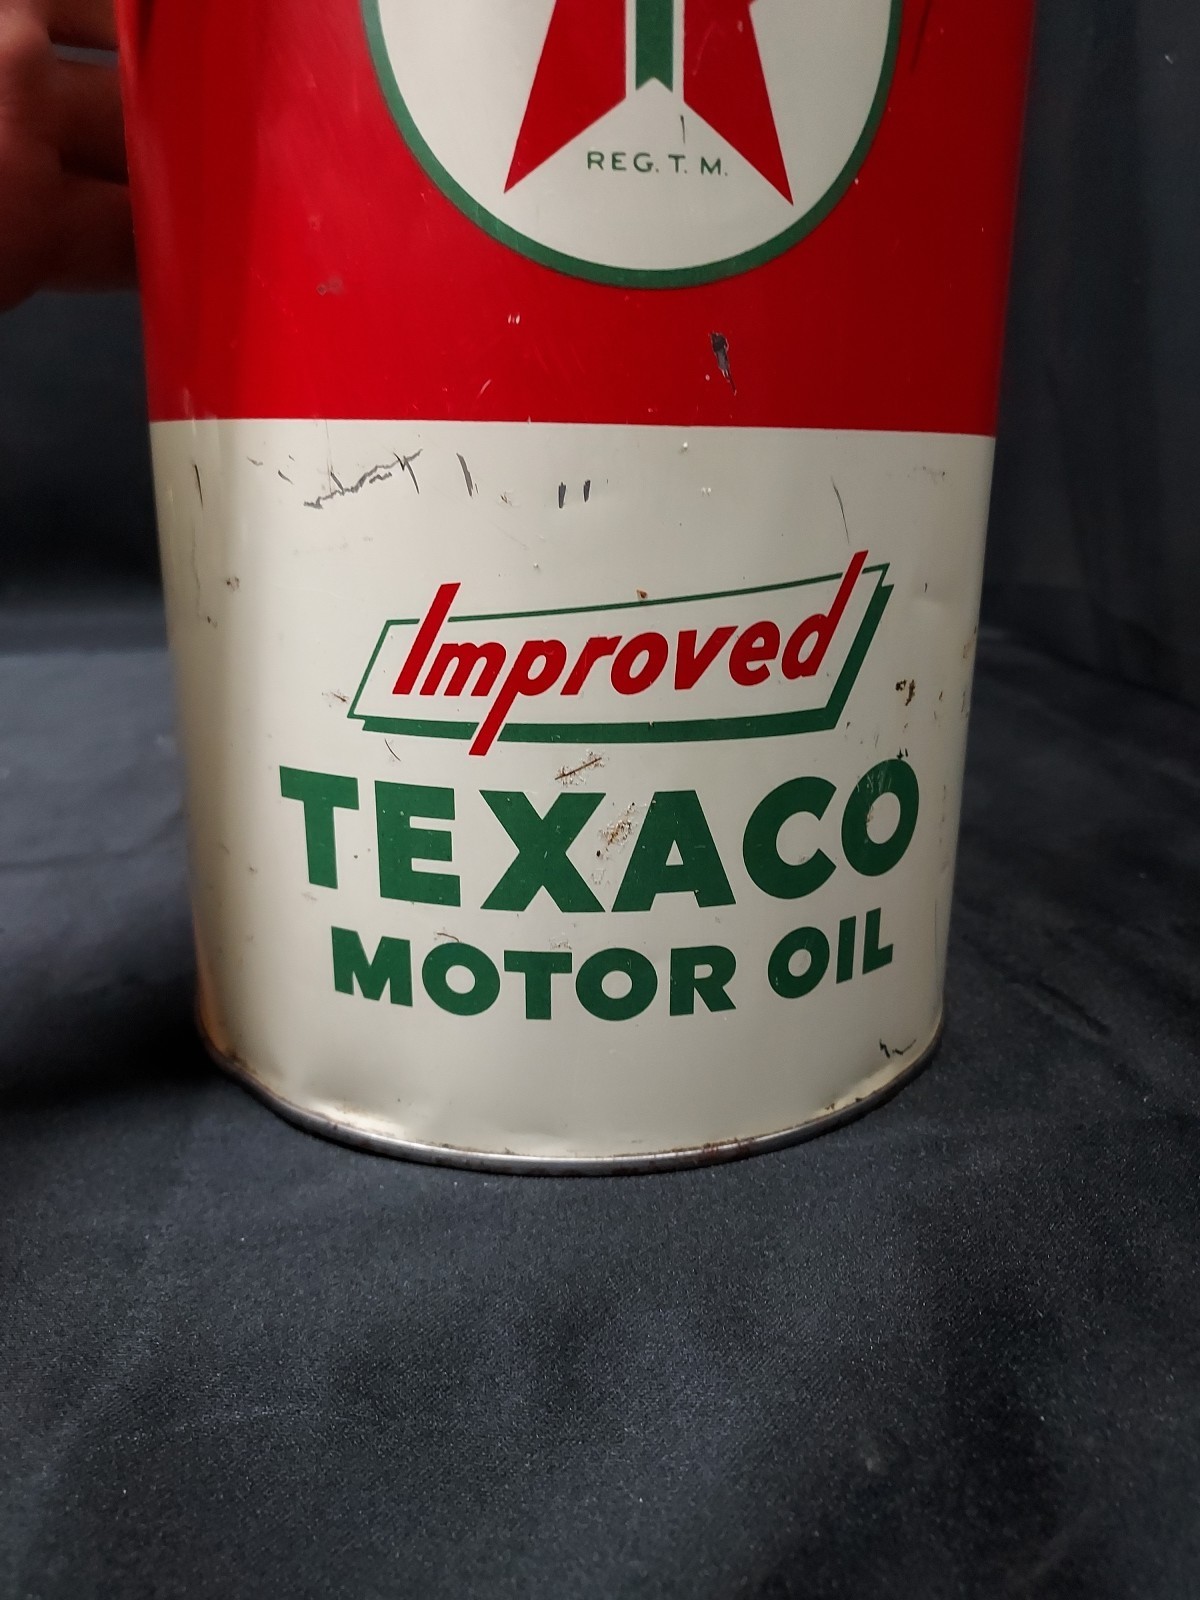 REG. T. M.
Improved
TEXACO
MOTOR OIL